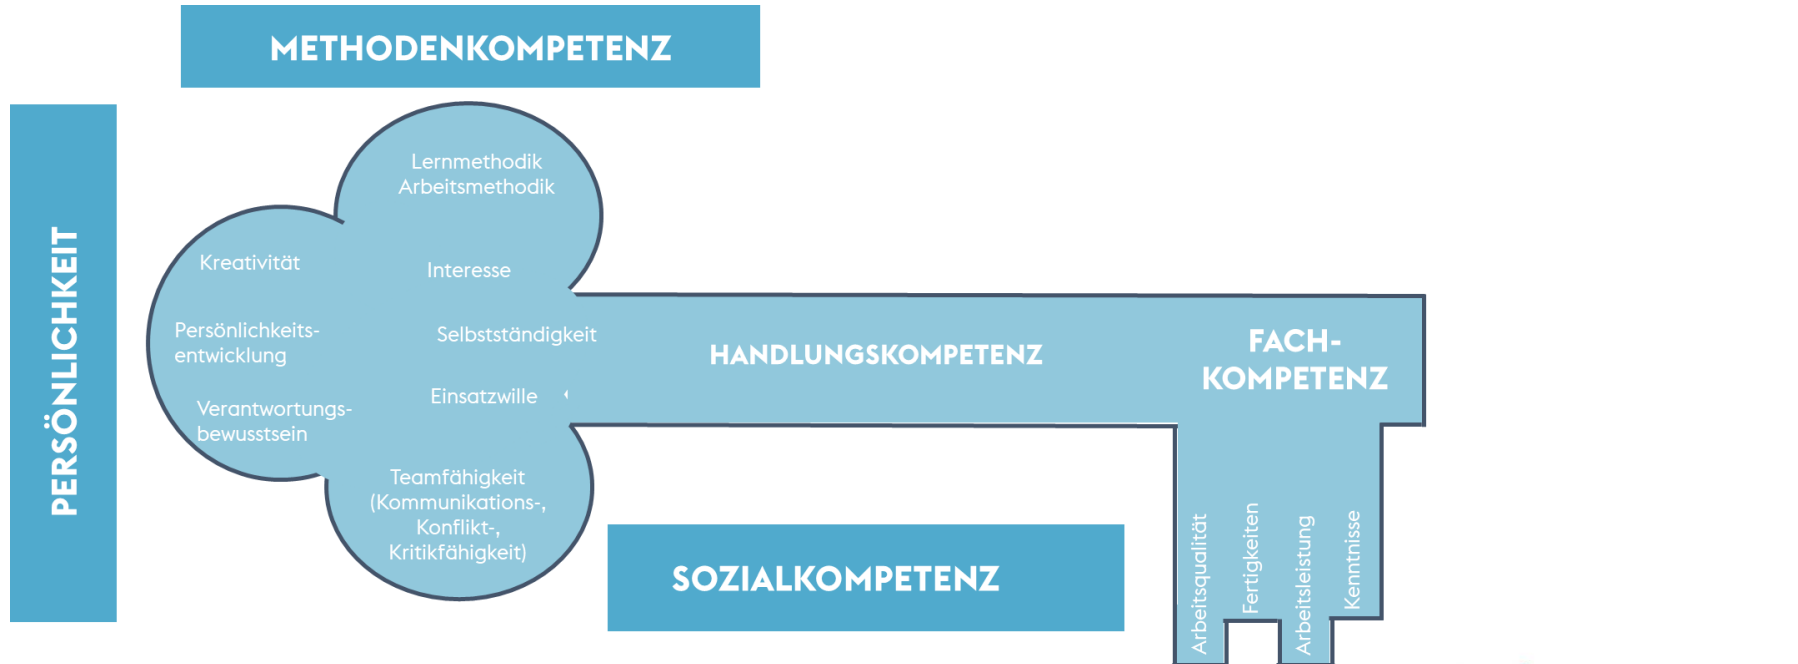 METHODENKOMPETENZ
PERSÖNLICHKEIT
Lernmethodik
Arbeitsmethodik
Kreativität
Interesse
Persönlichkeits-
entwicklung
Selbstständigkeit
Verantwortungs-
bewusstsein
Einsatzwille
Teamfähigkeit
(Kommunikations-,
Konflikt-,
Kritikfähigkeit)
HANDLUNGSKOMPETENZ
FACH-
KOMPETENZ
SOZIALKOMPETENZ
Arbeitsqualität
Fertigkeiten
Arbeitsleistung
Kenntnisse